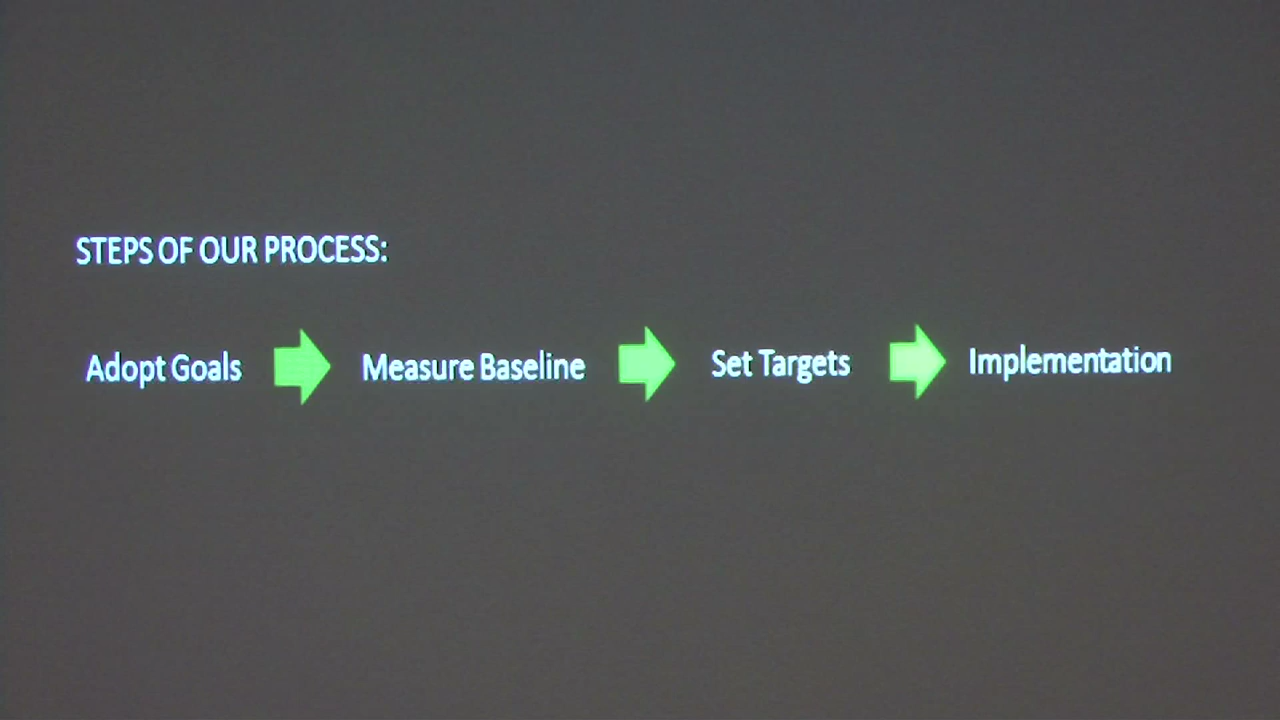 STEPS OF OUR PROCESS:
Adopt Goals Measure Baseline Set Targets Implementation